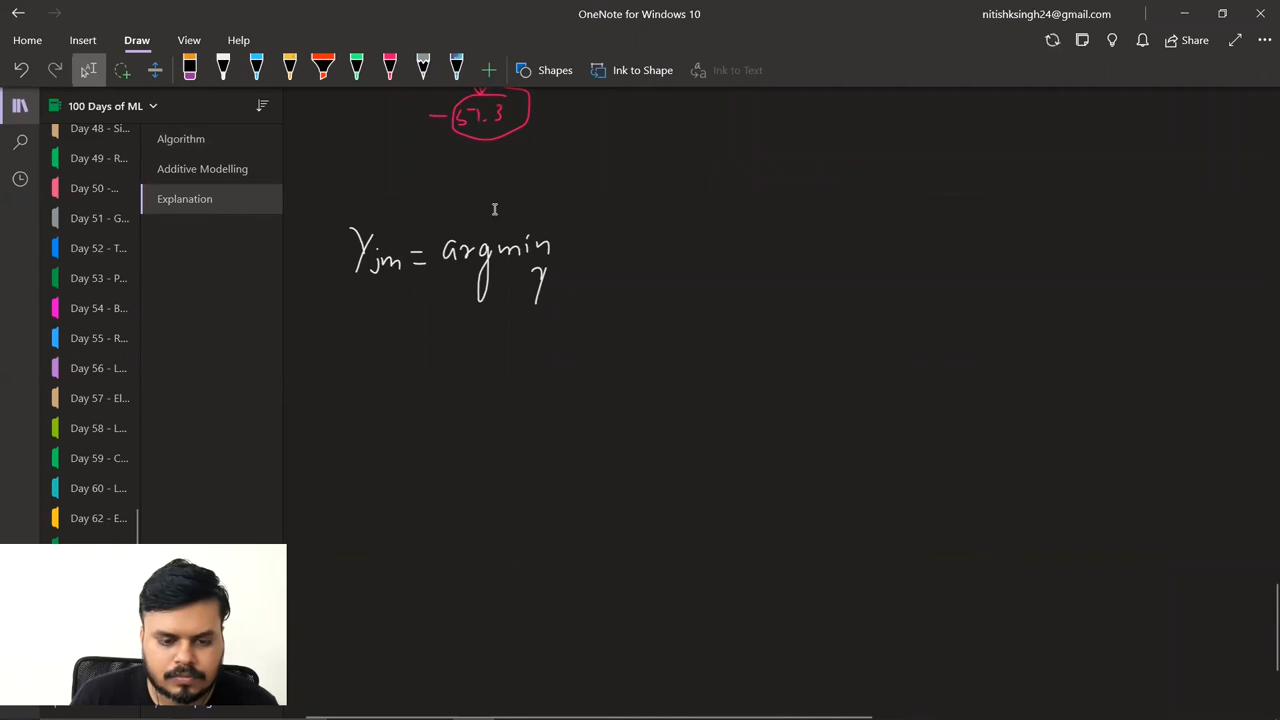 OneNote for Windows 10
nitishksingh24@gmail.com
Home Insert Draw View Help
Share
Shapes
Ink to Shape
Ink to Text
100 Days of ML
Day 48 - Si...
Day 49 - R...
Day 50 -...
Day 51 - G...
Day 52 - T...
Day 53 - P...
Day 54 - B...
Day 55 - R...
Day 56 - L...
Day 57 - El...
Day 58 - L...
Day 59 - C...
Day 60 - L...
Day 62 - E...
Algorithm
Additive Modelling
Explanation
-57.3
γjm = argmin
γ